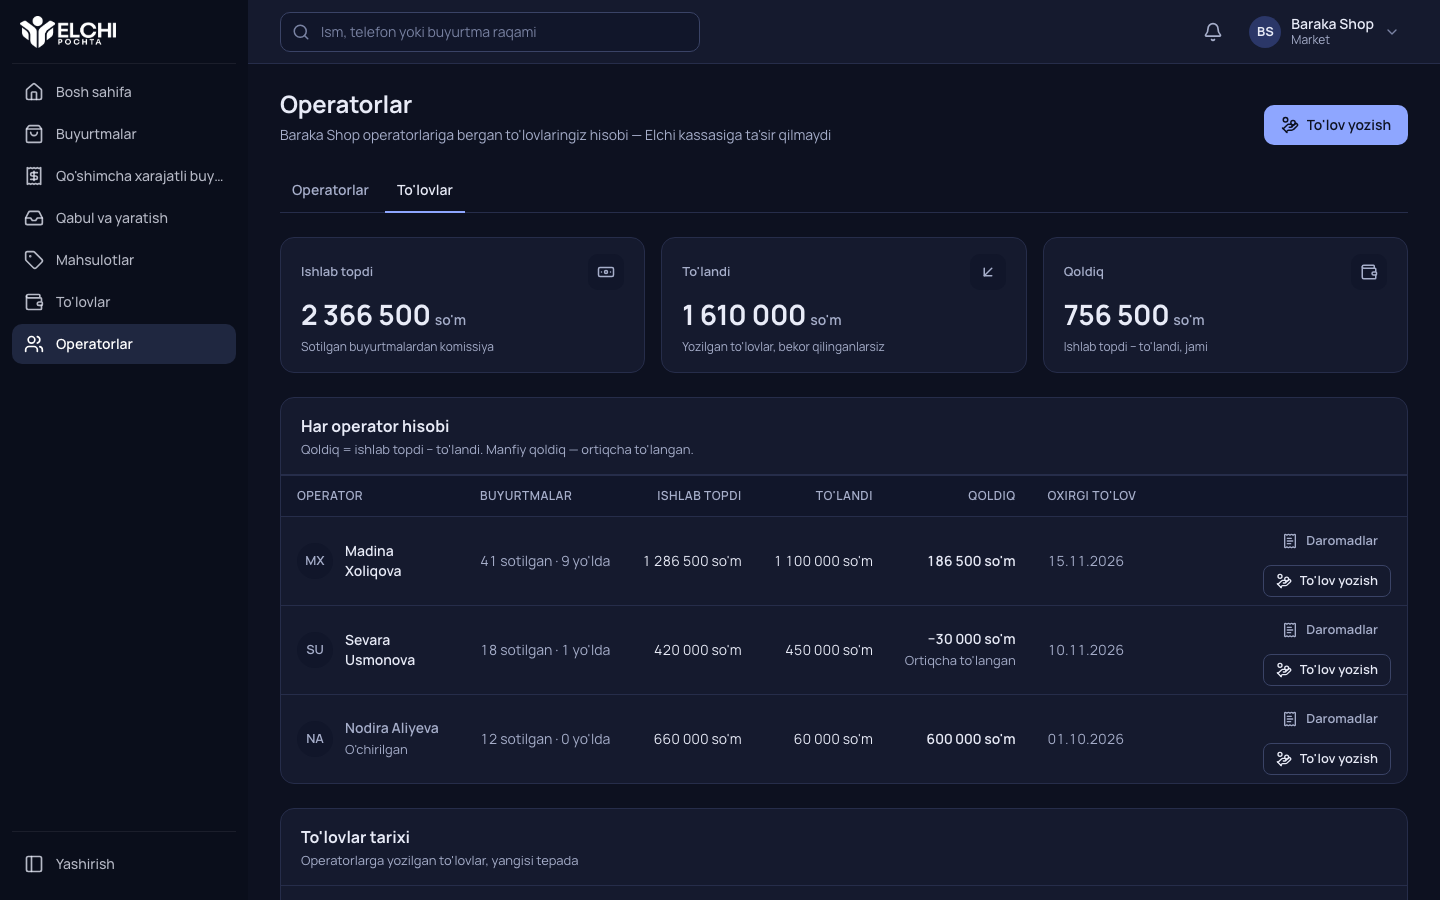 ELCHI
POCHTA
Ism, telefon yoki buyurtma raqami
BS
Baraka Shop
Market
Bosh sahifa
Buyurtmalar
Qo'shimcha xarajatli buy…
Qabul va yaratish
Mahsulotlar
To'lovlar
Operatorlar
Yashirish
Operatorlar
Baraka Shop operatorlariga bergan to'lovlaringiz hisobi — Elchi kassasiga ta'sir qilmaydi
To'lov yozish
Operatorlar
To'lovlar
Ishlab topdi
2 366 500 so'm
Sotilgan buyurtmalardan komissiya
To'landi
1 610 000 so'm
Yozilgan to'lovlar, bekor qilinganlarsiz
Qoldiq
756 500 so'm
Ishlab topdi − to'landi, jami
Har operator hisobi
Qoldiq = ishlab topdi − to'landi. Manfiy qoldiq — ortiqcha to'langan.
OPERATOR BUYURTMALAR ISHLAB TOPDI TO'LANDI QOLDIQ OXIRGI TO'LOV
MX Madina Xoliqova 41 sotilgan · 9 yo'lda 1 286 500 so'm 1 100 000 so'm 186 500 so'm 15.11.2026
Daromadlar
To'lov yozish
SU Sevara Usmonova 18 sotilgan · 1 yo'lda 420 000 so'm 450 000 so'm −30 000 so'm 10.11.2026
Ortiqcha to'langan
Daromadlar
To'lov yozish
NA Nodira Aliyeva 12 sotilgan · 0 yo'lda 660 000 so'm 60 000 so'm 600 000 so'm 01.10.2026
O'chirilgan
Daromadlar
To'lov yozish
To'lovlar tarixi
Operatorlarga yozilgan to'lovlar, yangisi tepada